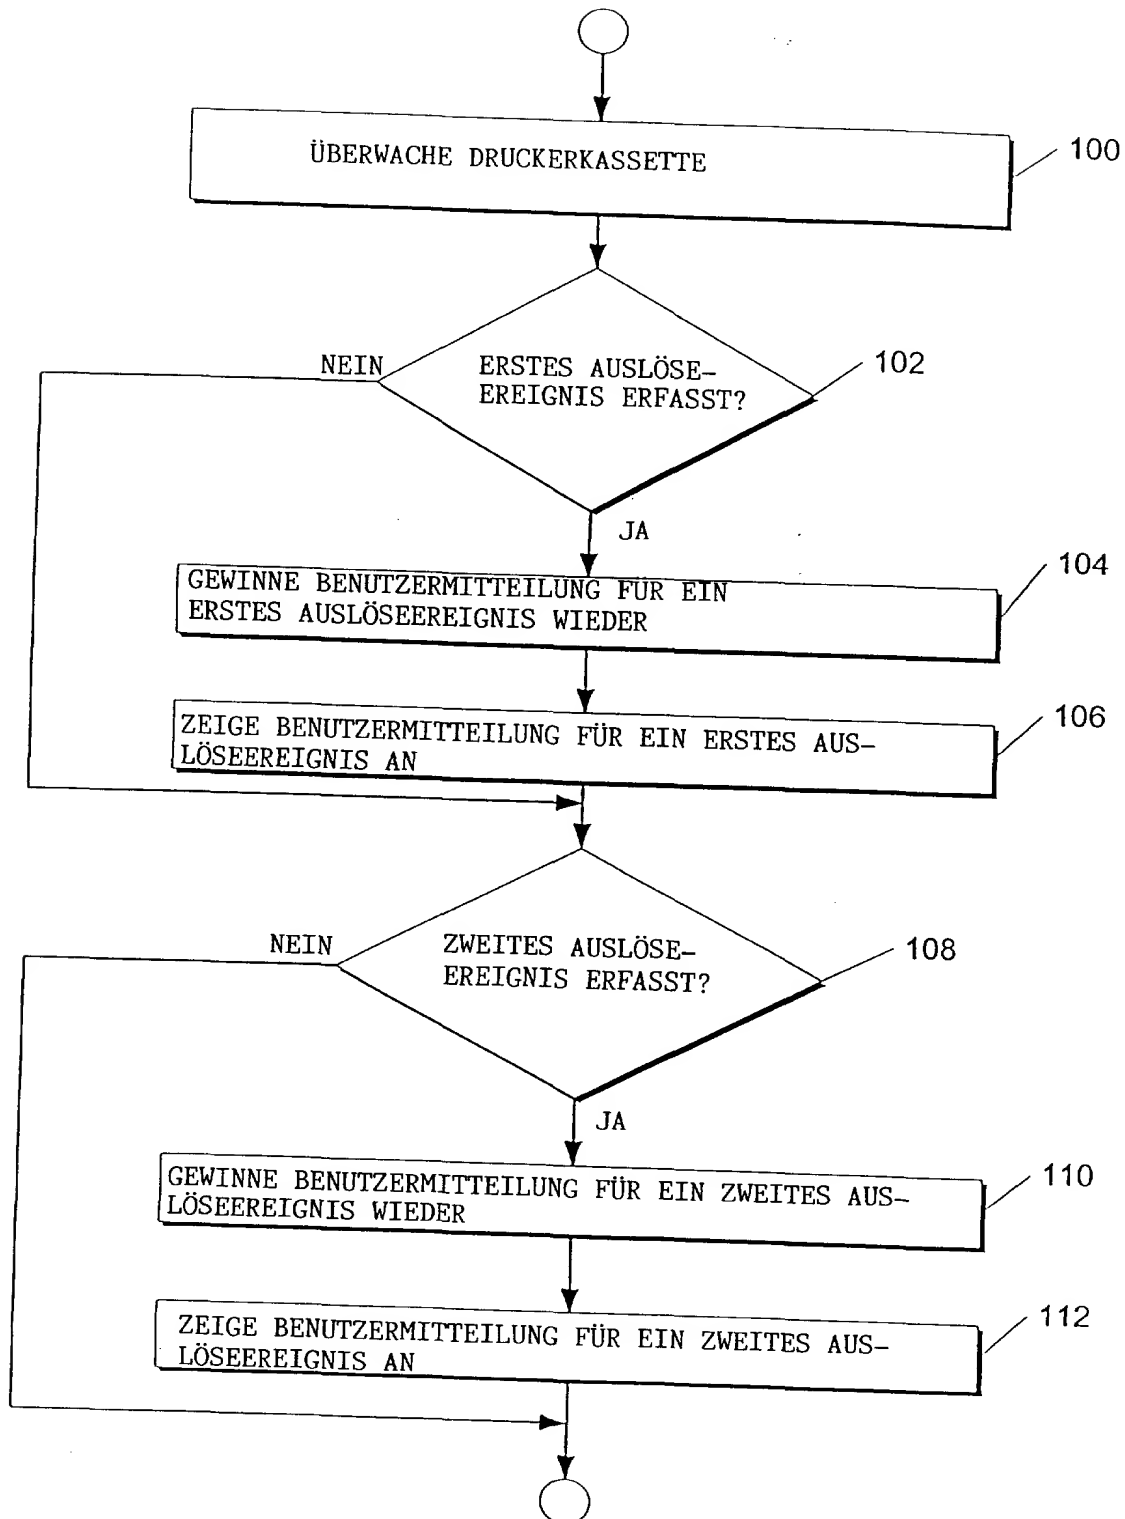 ÜBERWACHE DRUCKERKASSETTE
100
NEIN
ERSTES AUSLÖSE-
EREIGNIS ERFASST?
102
JA
GEWINNE BENUTZERMITTEILUNG FÜR EIN
ERSTES AUSLÖSEEREIGNIS WIEDER
104
ZEIGE BENUTZERMITTEILUNG FÜR EIN ERSTES AUS-
LÖSEEREIGNIS AN
106
NEIN
ZWEITES AUSLÖSE-
EREIGNIS ERFASST?
108
JA
GEWINNE BENUTZERMITTEILUNG FÜR EIN ZWEITES AUS-
LÖSEEREIGNIS WIEDER
110
ZEIGE BENUTZERMITTEILUNG FÜR EIN ZWEITES AUS-
LÖSEEREIGNIS AN
112